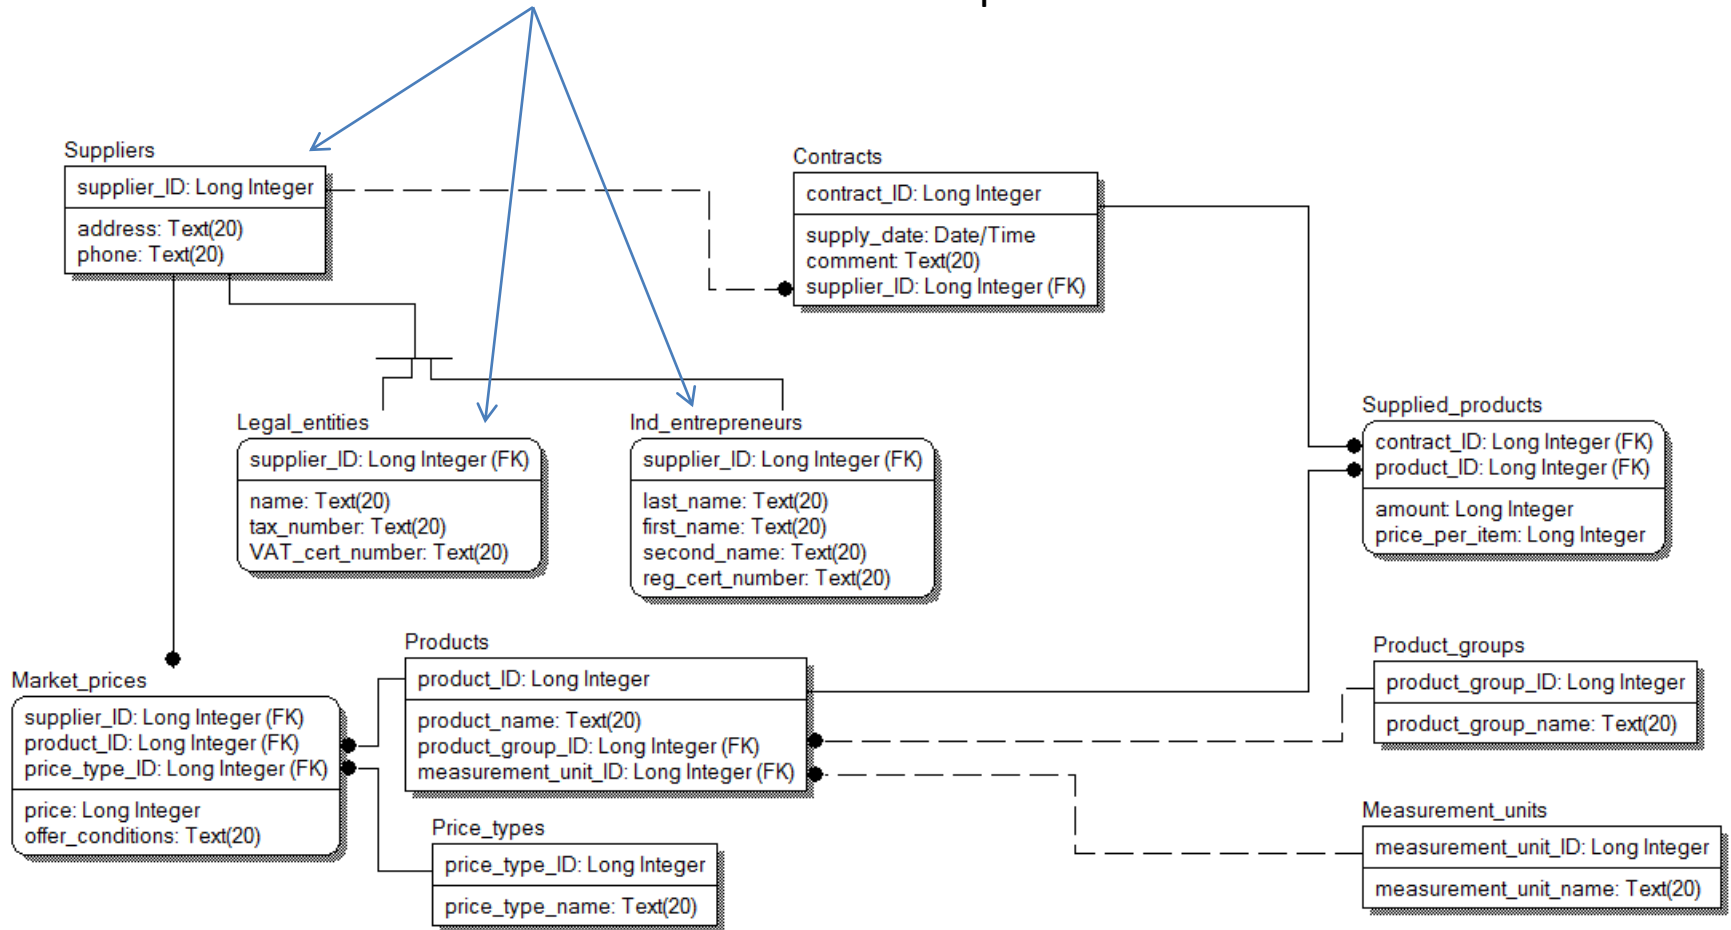 Suppliers
supplier_ID: Long Integer
address: Text(20)
phone: Text(20)
Contracts
contract_ID: Long Integer
supply_date: Date/Time
comment: Text(20)
supplier_ID: Long Integer (FK)
Legal_entities
supplier_ID: Long Integer (FK)
name: Text(20)
tax_number: Text(20)
VAT_cert_number: Text(20)
Ind_entrepreneurs
supplier_ID: Long Integer (FK)
last_name: Text(20)
first_name: Text(20)
second_name: Text(20)
reg_cert_number: Text(20)
Supplied_products
contract_ID: Long Integer (FK)
product_ID: Long Integer (FK)
amount: Long Integer
price_per_item: Long Integer
Market_prices
supplier_ID: Long Integer (FK)
product_ID: Long Integer (FK)
price_type_ID: Long Integer (FK)
price: Long Integer
offer_conditions: Text(20)
Products
product_ID: Long Integer
product_name: Text(20)
product_group_ID: Long Integer (FK)
measurement_unit_ID: Long Integer (FK)
Product_groups
product_group_ID: Long Integer
product_group_name: Text(20)
Price_types
price_type_ID: Long Integer
price_type_name: Text(20)
Measurement_units
measurement_unit_ID: Long Integer
measurement_unit_name: Text(20)